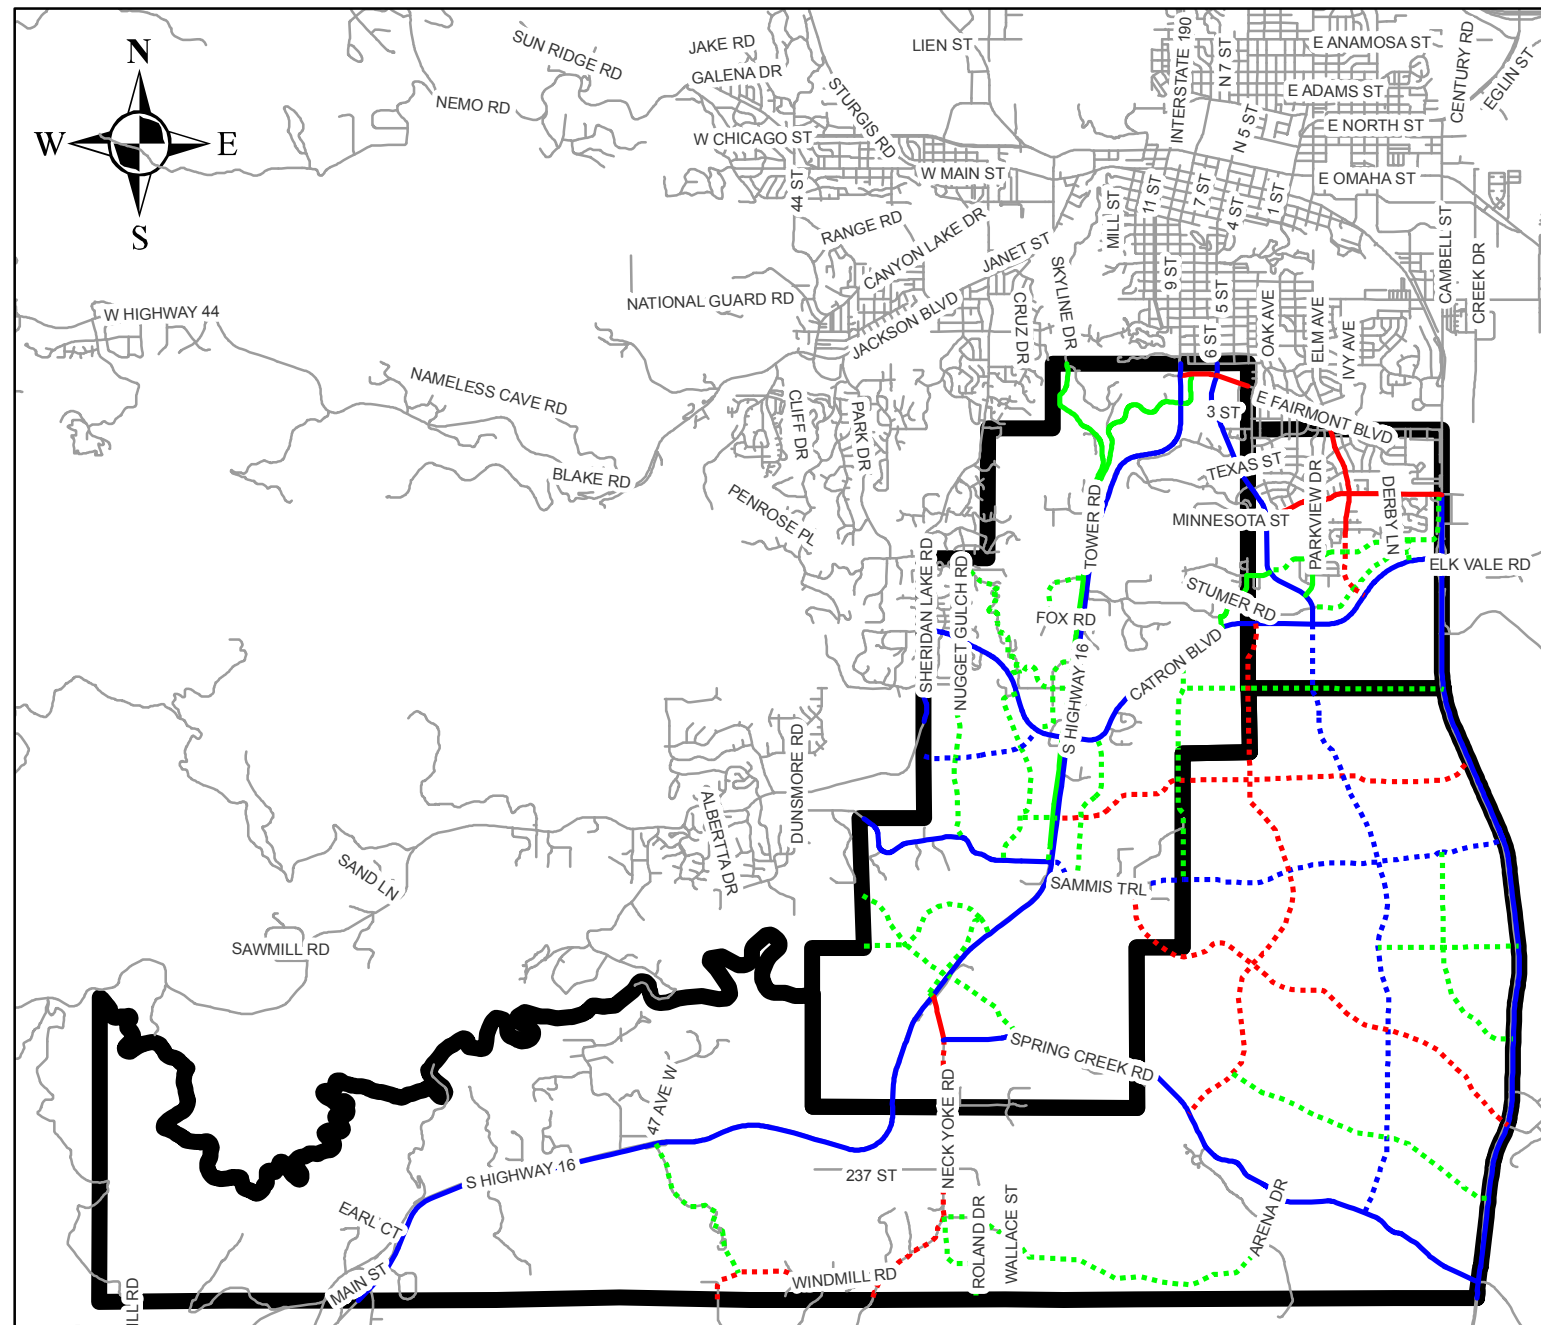 N
W
E
S
SUN RIDGE RD
JAKE RD
GALENA DR
NEMO RD
W CHICAGO ST
STURGIS RD
LIEN ST
W MAIN ST
44 ST
INTERSTATE 190
N 7 ST
N 5 ST
E ANAMOSA ST
E ADAMS ST
E NORTH ST
E OMAHA ST
CENTURY RD
EGLIN ST
RANGE RD
CANYON LAKE DR
JANET ST
MILL ST
11 ST
7 ST
4 ST
1 ST
CAMBELL ST
CREEK DR
W HIGHWAY 44
NATIONAL GUARD RD
JACKSON BLVD
CRUZ DR
SKYLINE DR
9 ST
5 ST
6 ST
OAK AVE
ELM AVE
IVY AVE
NAMELESS CAVE RD
CLIFF DR
PARK DR
3 ST
E FAIRMONT BLVD
BLAKE RD
PENROSE PL
TEXAS ST
MINNESOTA ST
PARKVIEW DR
DERBY LN
TOWER RD
ELK VALE RD
SHERIDAN LAKE RD
NUGGET GULCH RD
FOX RD
STUMER RD
S HIGHWAY 16
CATRON BLVD
DUNSMORE RD
ALBERTTA DR
SAND LN
SAWMILL RD
SAMMIS TRL
SPRING CREEK RD
47 AVE W
NECK YOKE RD
S HIGHWAY 16
237 ST
EARL CT
MAIN ST
ROLAND DR
WALLACE ST
ARENA DR
WINDMILL RD
ILL RD